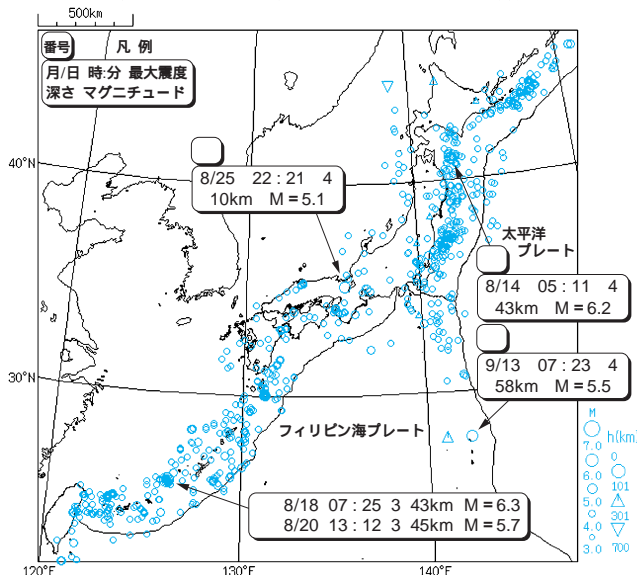 500km
番号 凡 例
月/日 時:分 最大震度
深さ マグニチュード
40°N
8/25 22:21 4
10km M=5.1
太平洋
プレート
8/14 05:11 4
43km M=6.2
9/13 07:23 4
58km M=5.5
30°N
フィリピン海プレート
8/18 07:25 3 43km M=6.3
8/20 13:12 3 45km M=5.7
M
7.0
6.0
5.0
4.0
3.0
h(km)
0
101
301
700
120°E
130°E
140°E